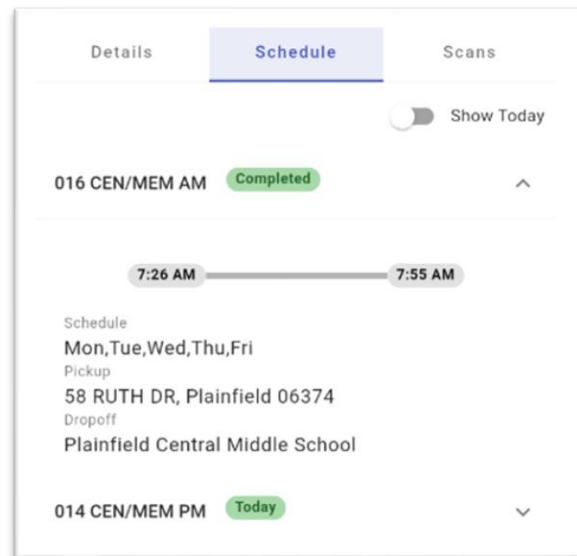 Details Schedule Scans
Show Today
016 CEN/MEM AM Completed
7:26 AM 7:55 AM
Schedule
Mon,Tue,Wed,Thu,Fri
Pickup
58 RUTH DR, Plainfield 06374
Dropoff
Plainfield Central Middle School
014 CEN/MEM PM Today